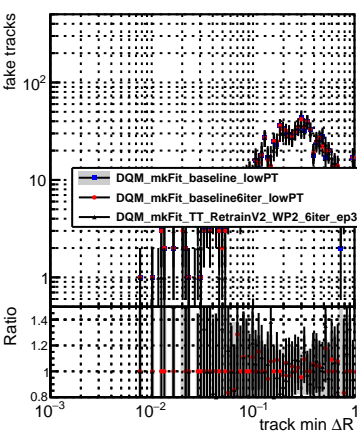 fake tracks
10²
10
1
DQM_mkFit_baseline_lowPT
DQM_mkFit_baseline6iter_lowPT
DQM_mkFit_TT_RetrainV2_WP2_6iter_ep3
Ratio
1.4
1.2
1
0.8
10⁻³ 10⁻² 10⁻¹ 1
track min ΔR